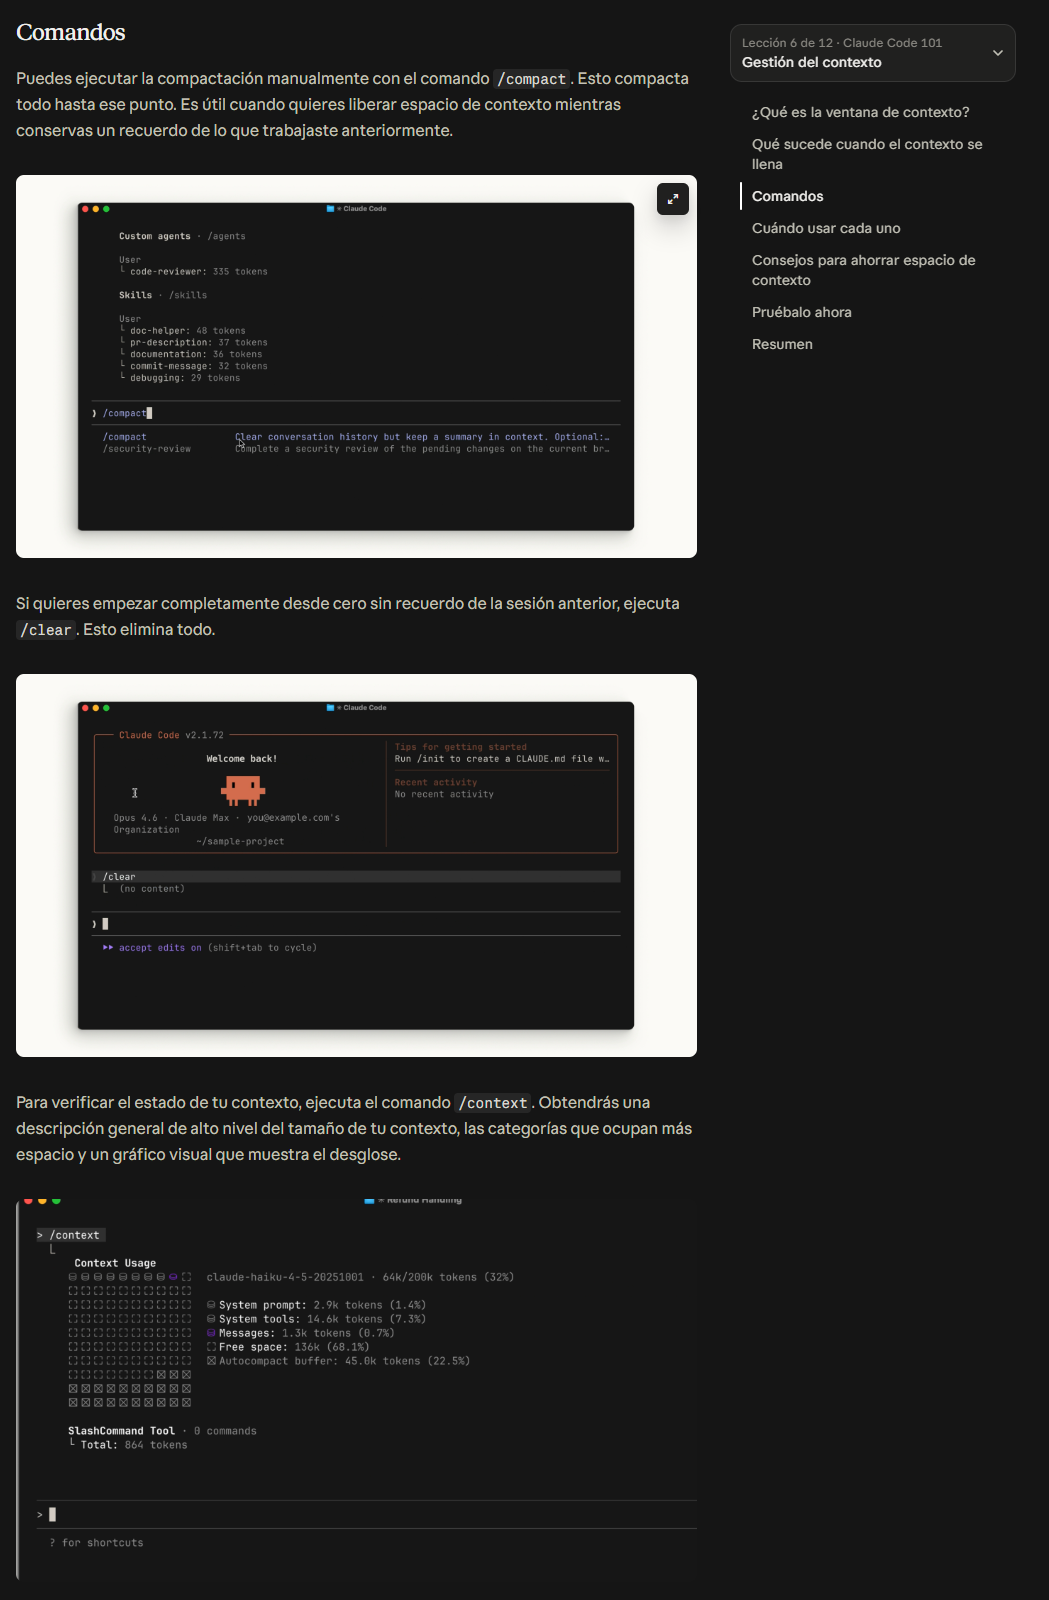 Comandos
Puedes ejecutar la compactación manualmente con el comando /compact. Esto compacta
todo hasta ese punto. Es útil cuando quieres liberar espacio de contexto mientras
conservas un recuerdo de lo que trabajaste anteriormente.
Claude Code
Custom agents · /agents
User
└ code-reviewer: 335 tokens
Skills · /skills
User
└ doc-helper: 48 tokens
└ pr-description: 37 tokens
└ documentation: 36 tokens
└ commit-message: 32 tokens
└ debugging: 29 tokens
❯ /compact
/compact Clear conversation history but keep a summary in context. Optional:…
/security-review Complete a security review of the pending changes on the current br…
Si quieres empezar completamente desde cero sin recuerdo de la sesión anterior, ejecuta
/clear. Esto elimina todo.
Claude Code
Claude Code v2.1.72
Welcome back!
Opus 4.6 · Claude Max · you@example.com's
Organization
~/sample-project
Tips for getting started
Run /init to create a CLAUDE.md file w…
Recent activity
No recent activity
❯ /clear
└ (no content)
❯
▸▸ accept edits on (shift+tab to cycle)
Para verificar el estado de tu contexto, ejecuta el comando /context. Obtendrás una
descripción general de alto nivel del tamaño de tu contexto, las categorías que ocupan más
espacio y un gráfico visual que muestra el desglose.
Refund Handling
> /context
Context Usage
claude-haiku-4-5-20251001 · 64k/200k tokens (32%)
System prompt: 2.9k tokens (1.4%)
System tools: 14.6k tokens (7.3%)
Messages: 1.3k tokens (0.7%)
Free space: 136k (68.1%)
Autocompact buffer: 45.0k tokens (22.5%)
SlashCommand Tool · 0 commands
└ Total: 864 tokens
>
? for shortcuts
Lección 6 de 12 · Claude Code 101
Gestión del contexto
¿Qué es la ventana de contexto?
Qué sucede cuando el contexto se
llena
Comandos
Cuándo usar cada uno
Consejos para ahorrar espacio de
contexto
Pruébalo ahora
Resumen